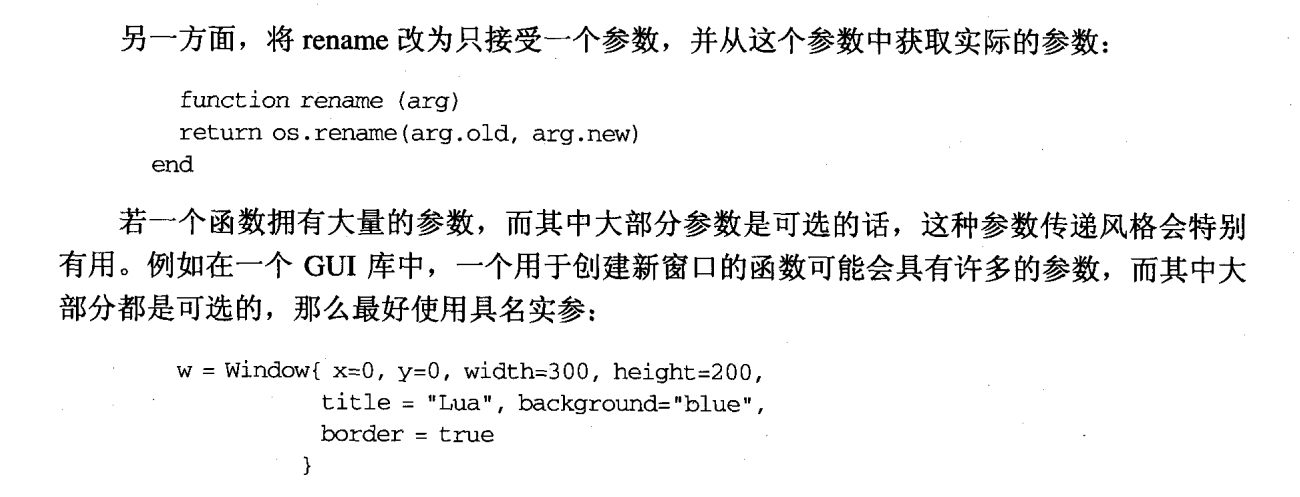 另一方面，将 rename 改为只接受一个参数，并从这个参数中获取实际的参数：
function rename (arg)
return os.rename(arg.old, arg.new)
end
若一个函数拥有大量的参数，而其中大部分参数是可选的话，这种参数传递风格会特别
有用。例如在一个 GUI 库中，一个用于创建新窗口的函数可能会具有许多的参数，而其中大
部分都是可选的，那么最好使用具名实参：
w = Window{ x=0, y=0, width=300, height=200,
title = "Lua", background="blue",
border = true
}